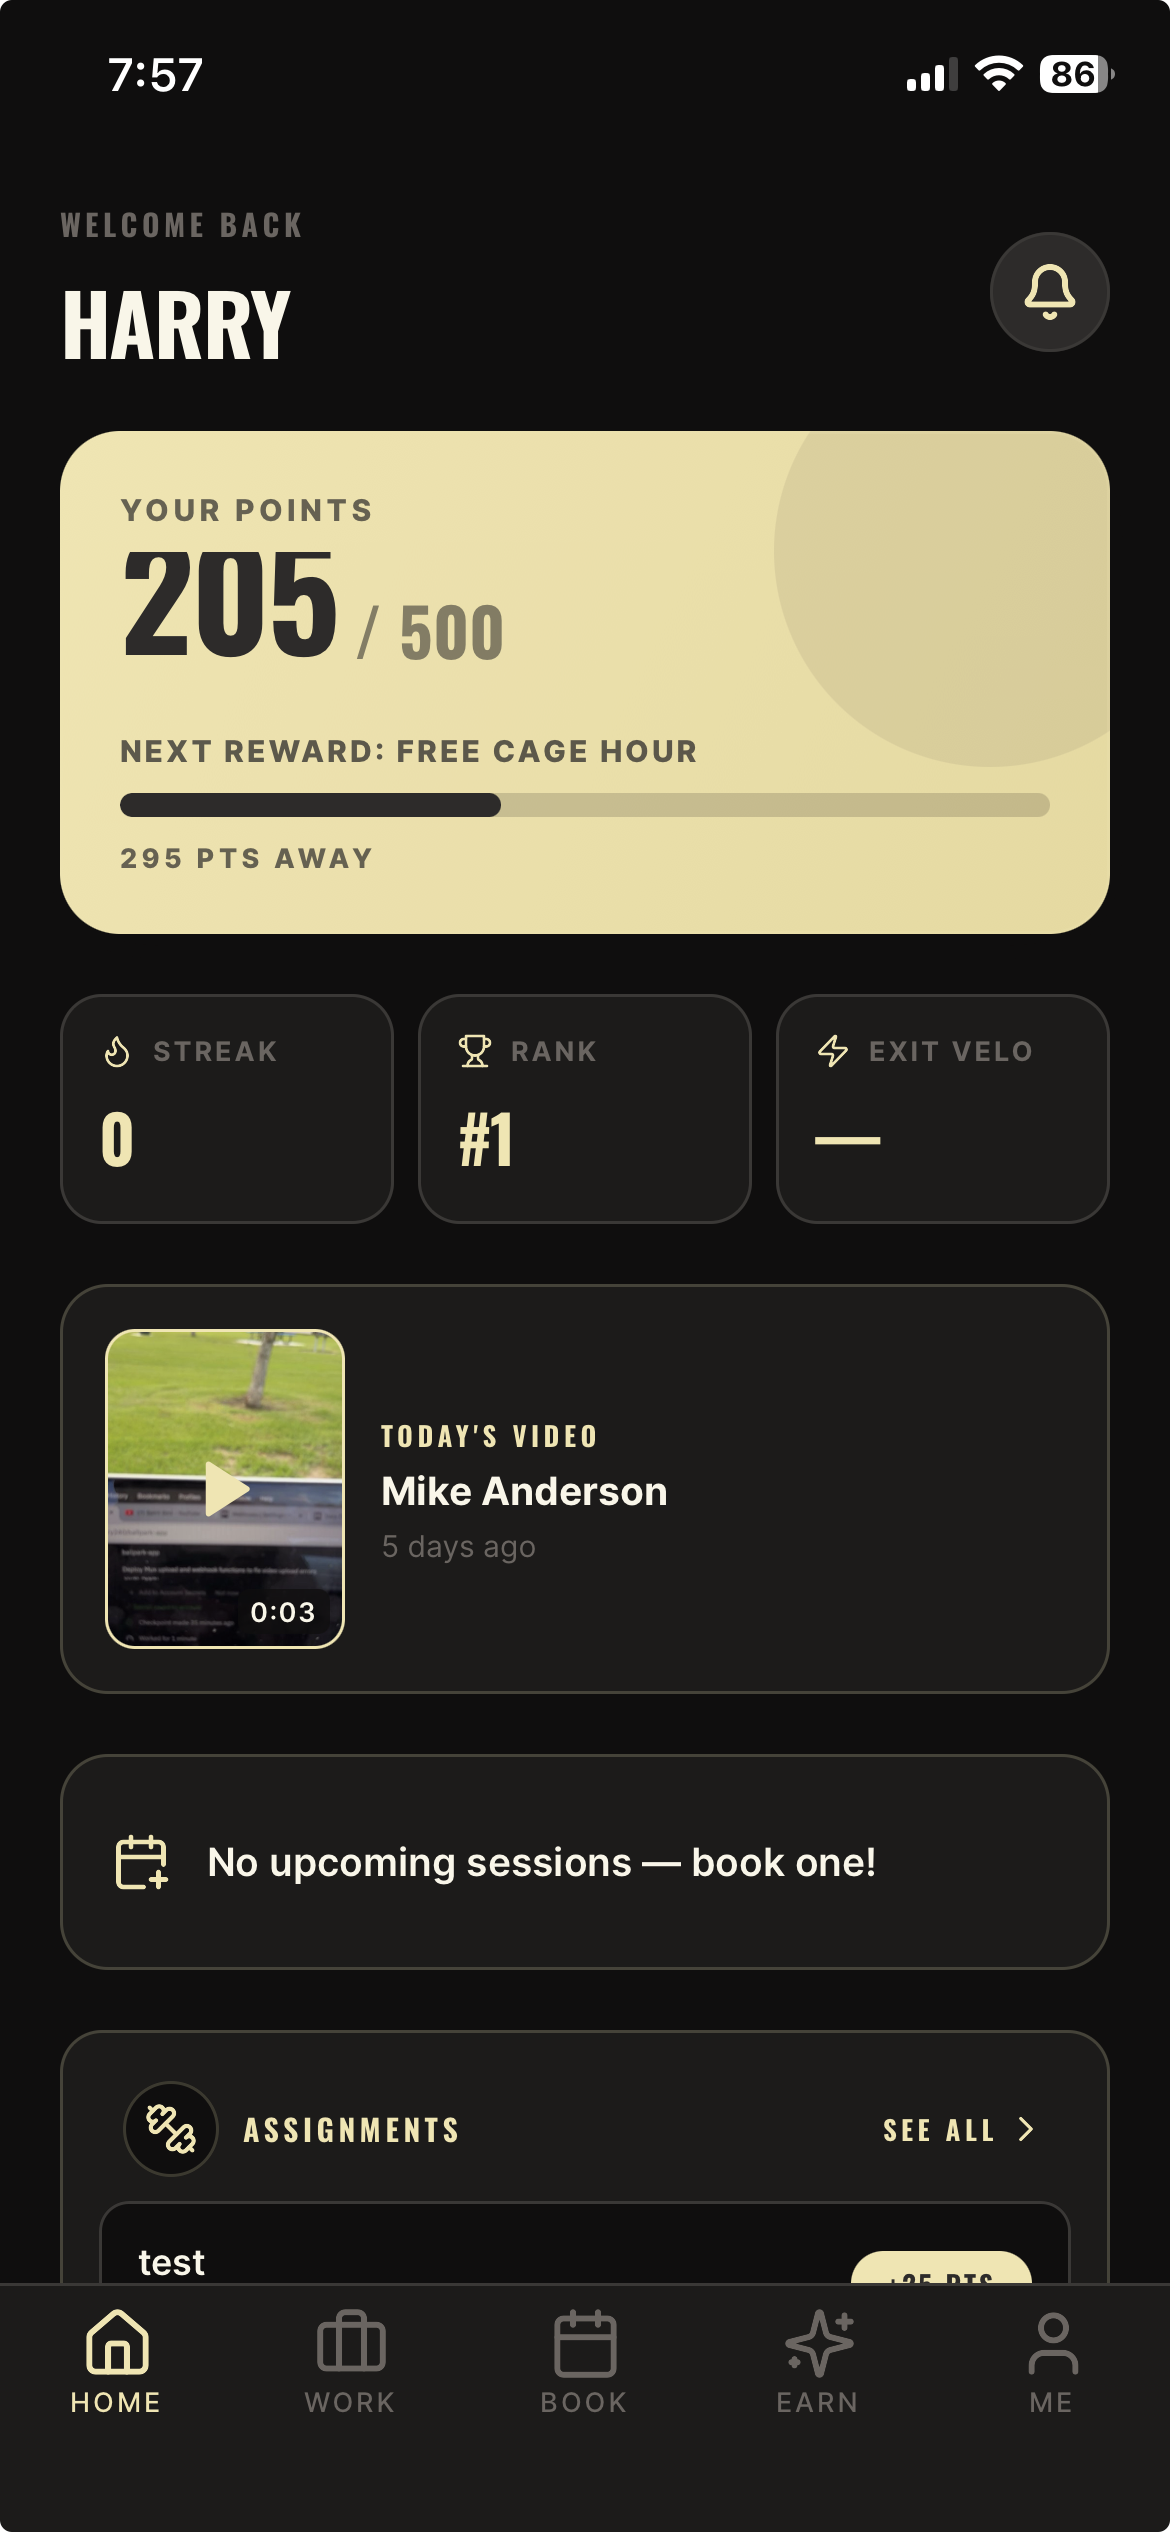 7:57
86
WELCOME BACK
HARRY
YOUR POINTS
205 / 500
NEXT REWARD: FREE CAGE HOUR
295 PTS AWAY
STREAK
0
RANK
#1
EXIT VELO
—
TODAY'S VIDEO
Mike Anderson
5 days ago
0:03
No upcoming sessions — book one!
ASSIGNMENTS
SEE ALL
test
+25 PTS
HOME
WORK
BOOK
EARN
ME